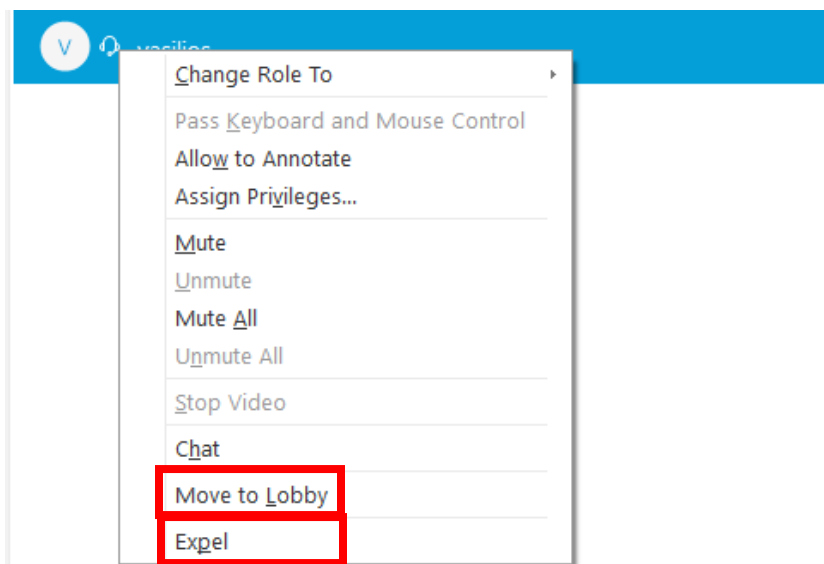 V vasilios
Change Role To
Pass Keyboard and Mouse Control
Allow to Annotate
Assign Privileges...
Mute
Unmute
Mute All
Unmute All
Stop Video
Chat
Move to Lobby
Expel